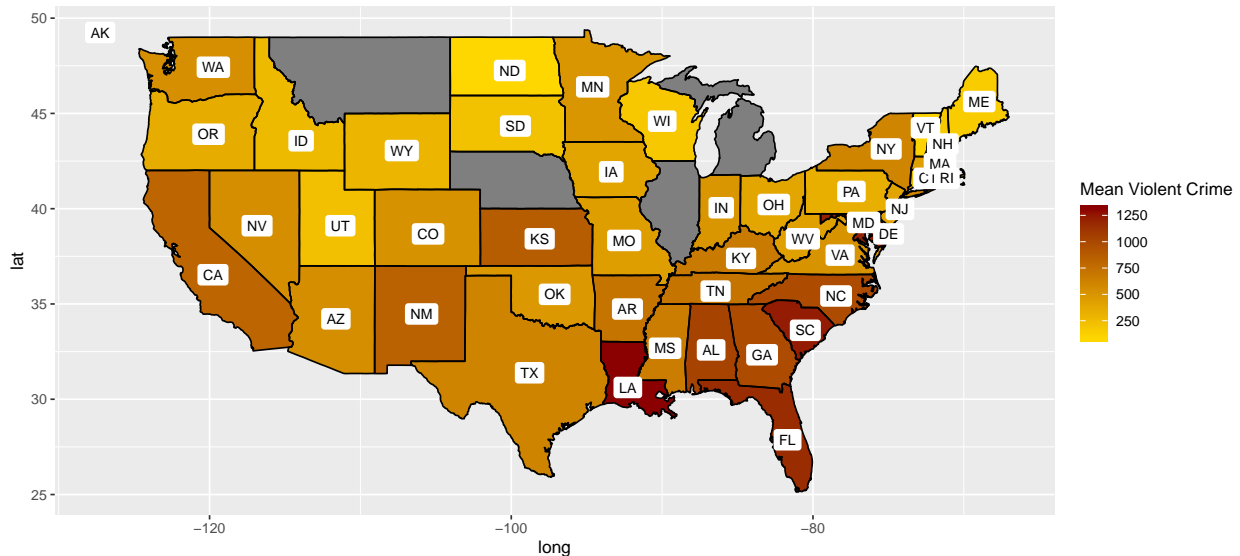 50
45
40
35
30
25
lat
AK
WA
ND
MN
ME
OR
ID
SD
WI
VT
NH
WY
NY
MA
IA
CT
RI
PA
NV
UT
CO
IN
OH
NJ
KS
MO
WV
MD
DE
CA
KY
VA
OK
TN
NC
AZ
NM
AR
SC
TX
MS
AL
GA
LA
FL
−120
−100
−80
long
Mean Violent Crime
1250
1000
750
500
250